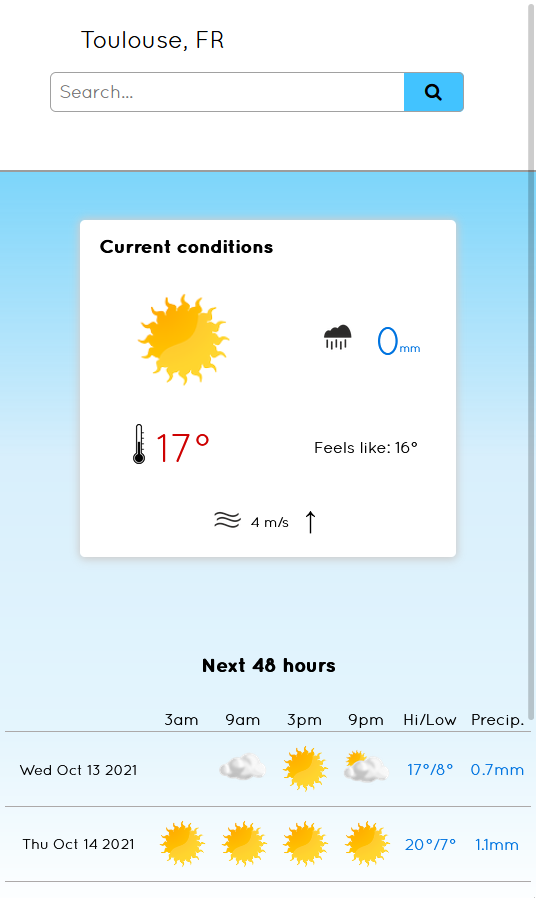 Toulouse, FR
Search...
Current conditions
0mm
17° Feels like: 16°
4 m/s ↑
Next 48 hours
3am 9am 3pm 9pm Hi/Low Precip.
Wed Oct 13 2021 17°/8° 0.7mm
Thu Oct 14 2021 20°/7° 1.1mm